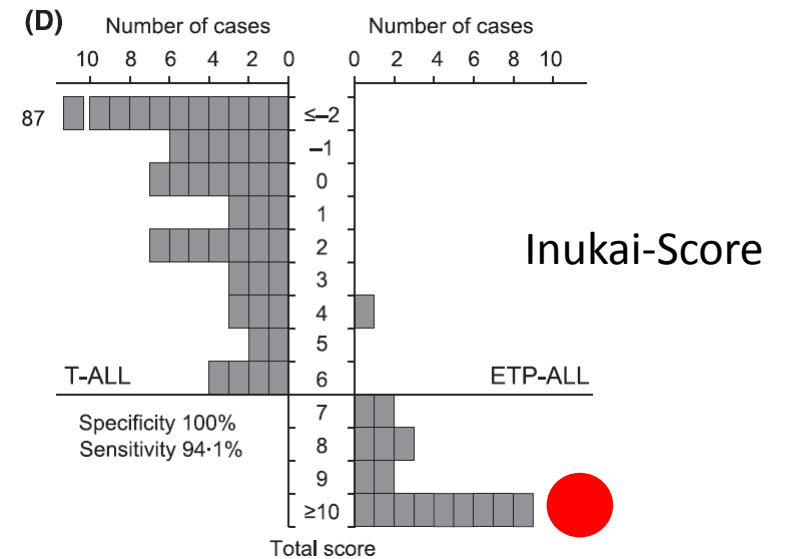 (D)
Number of cases Number of cases
10 8 6 4 2 0 0 2 4 6 8 10
87 ≤–2
–1
0
1
2
Inukai-Score
3
4
5
T-ALL 6 ETP-ALL
Specificity 100% 7
Sensitivity 94·1% 8
9
≥10
Total score